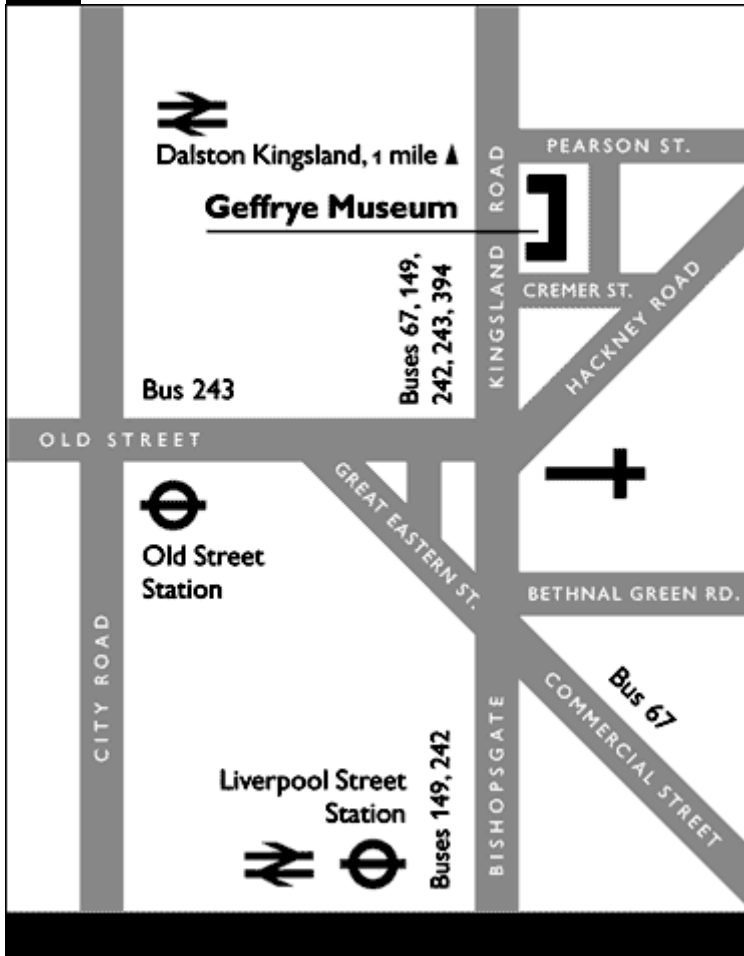 Dalston Kingsland, 1 mile ▲
PEARSON ST.
Geffrye Museum
KINGSLAND ROAD
CREMER ST.
HACKNEY ROAD
Buses 67, 149,
242, 243, 394
Bus 243
OLD STREET
GREAT EASTERN ST.
Old Street
Station
BETHNAL GREEN RD.
CITY ROAD
Bus 67
COMMERCIAL STREET
Liverpool Street
Station
Buses 149, 242
BISHOPSGATE